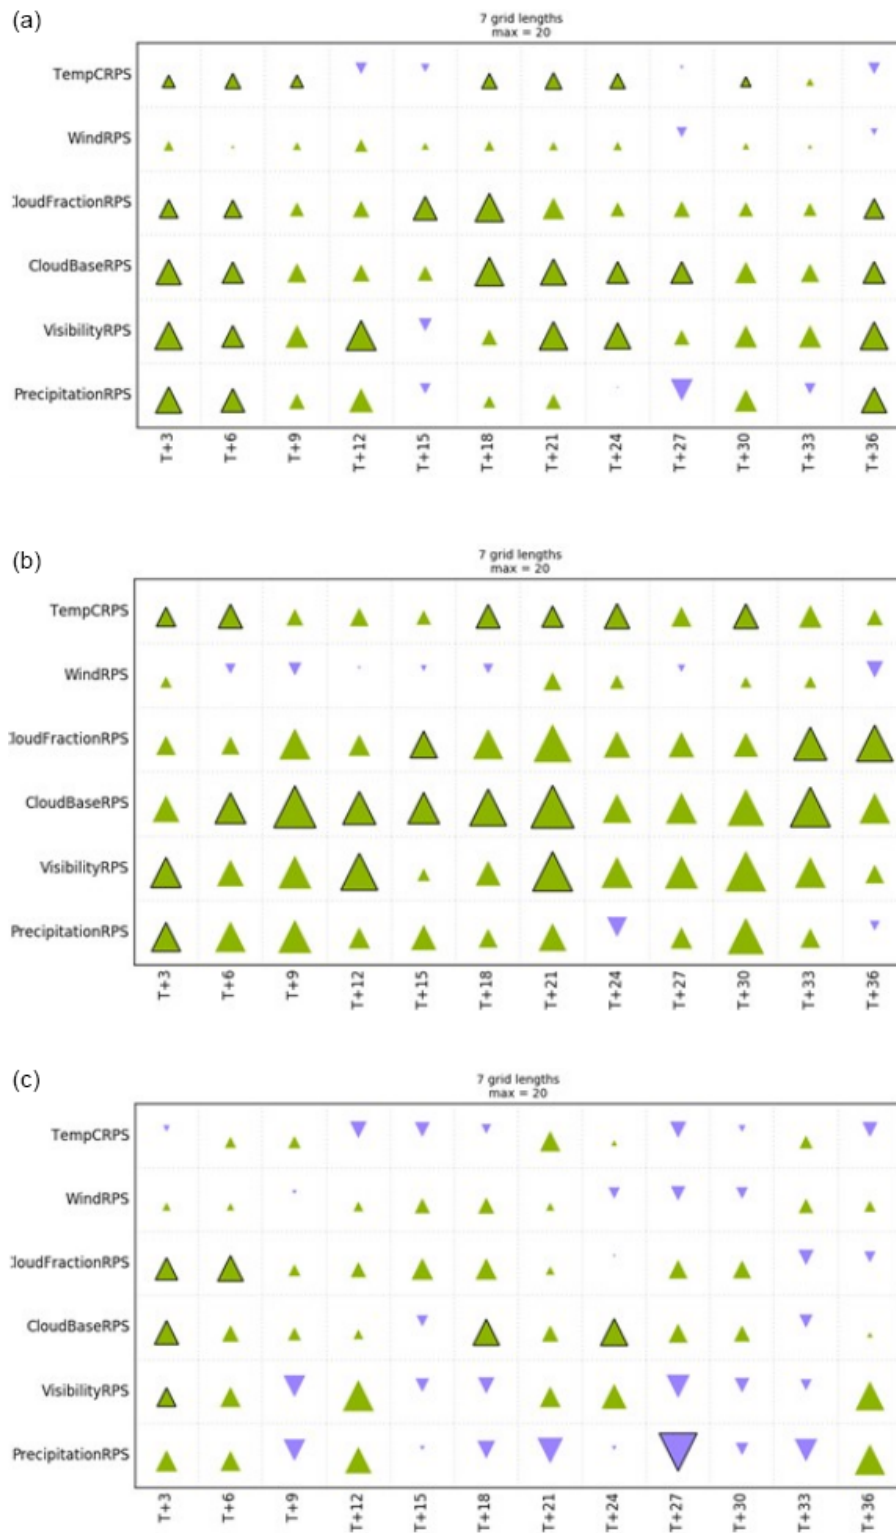 (a)
7 grid lengths
max = 20
TempCRPS
WindRPS
CloudFractionRPS
CloudBaseRPS
VisibilityRPS
PrecipitationRPS
T+3 T+6 T+9 T+12 T+15 T+18 T+21 T+24 T+27 T+30 T+33 T+36
(b)
7 grid lengths
max = 20
TempCRPS
WindRPS
CloudFractionRPS
CloudBaseRPS
VisibilityRPS
PrecipitationRPS
T+3 T+6 T+9 T+12 T+15 T+18 T+21 T+24 T+27 T+30 T+33 T+36
(c)
7 grid lengths
max = 20
TempCRPS
WindRPS
CloudFractionRPS
CloudBaseRPS
VisibilityRPS
PrecipitationRPS
T+3 T+6 T+9 T+12 T+15 T+18 T+21 T+24 T+27 T+30 T+33 T+36